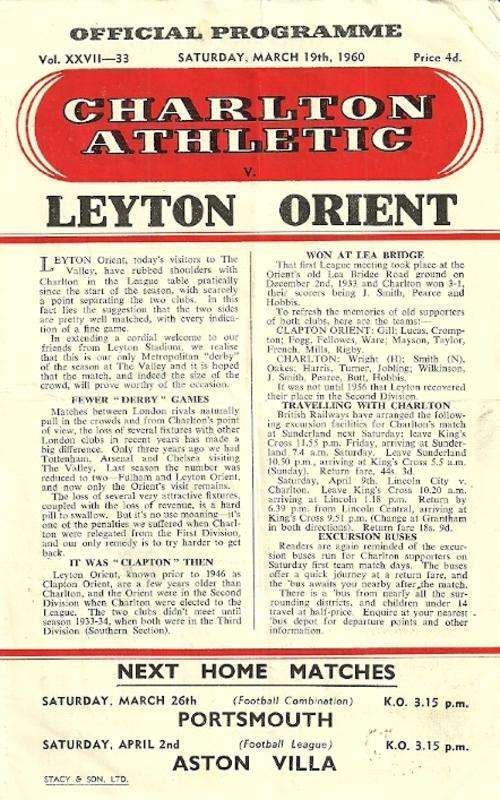 OFFICIAL PROGRAMME
Vol. XXVII—33 SATURDAY, MARCH 19th, 1960 Price 4d.
CHARLTON
ATHLETIC
V.
LEYTON ORIENT
LEYTON Orient, today's visitors to The
Valley, have rubbed shoulders with
Charlton in the League table pratically
since the start of the season, with scarcely
a point separating the two clubs. In this
fact lies the suggestion that the two sides
are pretty well matched, with every indica-
tion of a fine game.
In extending a cordial welcome to our
friends from Leyton Stadium, we realise
that this is our only Metropolitan "derby"
of the season at The Valley and it is hoped
that the match, and indeed the size of the
crowd, will prove worthy of the occasion.
FEWER "DERBY" GAMES
Matches between London rivals naturally
pull in the crowds and from Charlton's point
of view, the loss of several fixtures with other
London clubs in recent years has made a
big difference. Only three years ago we had
Tottenham, Arsenal and Chelsea visiting
The Valley. Last season the number was
reduced to two—Fulham and Leyton Orient,
and now only the Orient's visit remains.
The loss of several very attractive fixtures,
coupled with the loss of revenue, is a hard
pill to swallow. But it's no use meaning—it's
one of the penalties we suffered when Charl-
ton were relegated from the First Division,
and our only remedy is to try harder to get
back.
IT WAS "CLAPTON" THEN
Leyton Orient, known prior to 1946 as
Clapton Orient, are a few years older than
Charlton, and the Orient were in the Second
Division when Charlton were elected to the
League. The two clubs didn't meet until
season 1933-34, when both were in the Third
Division (Southern Section).
WON AT LEA BRIDGE
That first League meeting took place at the
Orient's old Lea Bridge Road ground on
December 2nd, 1933 and Charlton won 3-1,
their scorers being J. Smith, Pearce and
Hobbis.
To refresh the memories of old supporters
of both clubs, here are the teams:—
CLAPTON ORIENT: Gill; Lucas, Cromp-
ton; Fogg, Fellowes, Ware; Mayson, Taylor,
French, Mills, Rigby.
CHARLTON: Wright (H); Smith (N),
Oakes; Harris, Turner, Jobling; Wilkinson,
J. Smith, Pearce, Butt, Hobbis.
It was not until 1956 that Leyton recovered
their place in the Second Division.
TRAVELLING WITH CHARLTON
British Railways have arranged the follow-
ing excursion facilities for Charlton's match
at Sunderland next Saturday: leave King's
Cross 11.55 p.m. Friday, arriving at Sunder-
land 7.4 a.m. Saturday. Leave Sunderland
10.50 p.m., arriving at King's Cross 5.5 a.m.
(Sunday). Return fare, 44s. 3d.
Saturday, April 9th. Lincoln City v.
Charlton. Leave King's Cross 10.20 a.m.
arriving at Lincoln 1.18 p.m. Return by
6.39 p.m. from Lincoln Central, arriving at
King's Cross 9.51 p.m. (Change at Grantham
in both directions). Return fare 18s. 9d.
EXCURSION BUSES
Readers are again reminded of the excur-
sion buses run for Charlton supporters on
Saturday first team match days. The buses
offer a quick journey at a return fare, and
the 'bus awaits you nearby after the match.
There is a 'bus from nearly all the sur-
rounding districts, and children under 14
travel at half-price. Enquire at your nearest
'bus depot for departure points and other
information.
NEXT HOME MATCHES
SATURDAY, MARCH 26th (Football Combination) K.O. 3.15 p.m.
PORTSMOUTH
SATURDAY, APRIL 2nd (Football League) K.O. 3.15 p.m.
ASTON VILLA
STACY & SON, LTD.